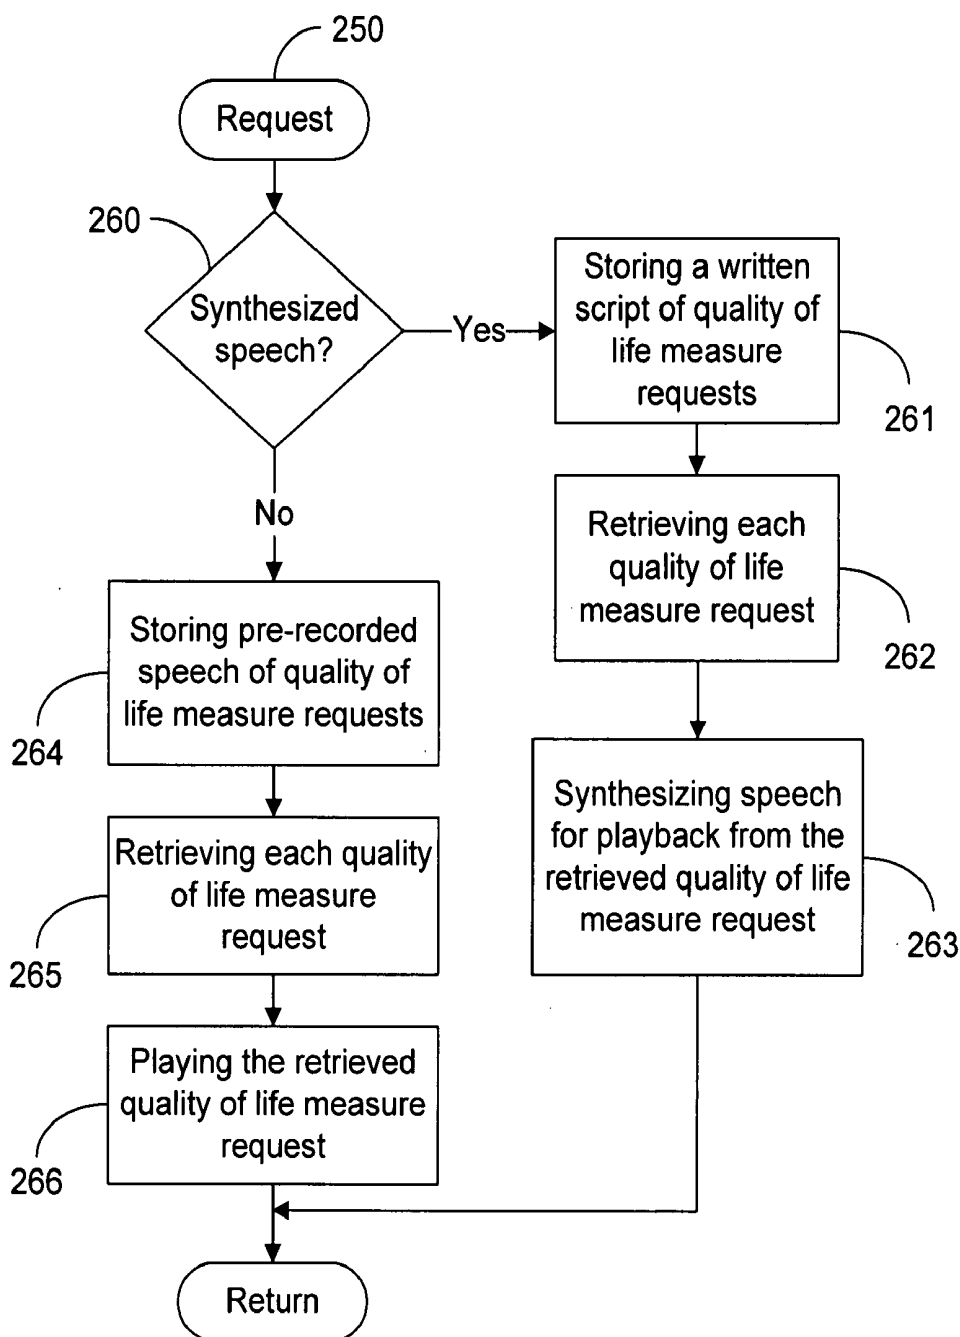 250
Request
260
Synthesized
speech?
Yes
Storing a written
script of quality of
life measure
requests
261
No
Retrieving each
quality of life
measure request
262
Storing pre-recorded
speech of quality of
life measure requests
264
Synthesizing speech
for playback from the
retrieved quality of life
measure request
263
Retrieving each quality
of life measure
request
265
Playing the retrieved
quality of life measure
request
266
Return